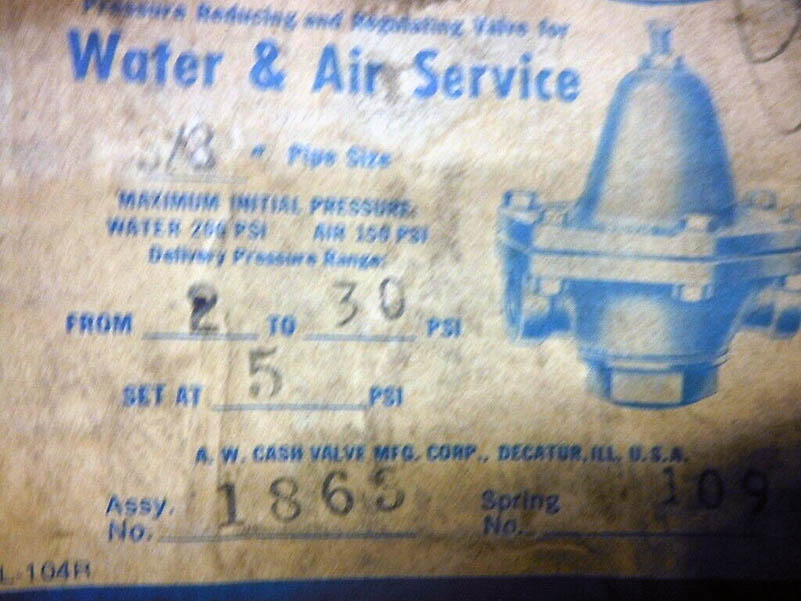 Pressure Reducing and Regulating Valve for
Water & Air Service
3/8 " Pipe Size
MAXIMUM INITIAL PRESSURE:
WATER 200 PSI AIR 150 PSI
Delivery Pressure Range:
FROM 2 TO 30 PSI
SET AT 5 PSI
A. W. CASH VALVE MFG. CORP., DECATUR, ILL. U.S.A.
Assy. No. 1865 Spring No. 109
L-104R